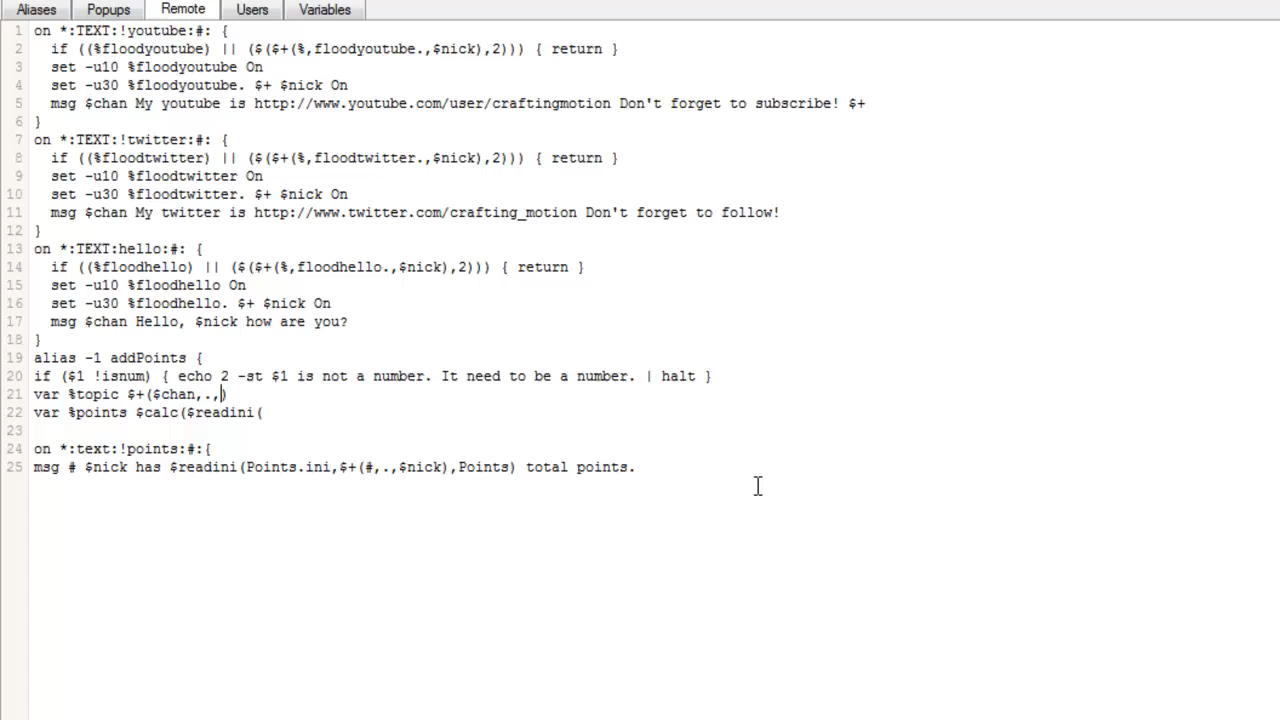 Aliases Popups Remote Users Variables
1 on *:TEXT:!youtube:#: {
2 if ((%floodyoutube) || ($($+(%,floodyoutube.,$nick),2))) { return }
3 set -u10 %floodyoutube On
4 set -u30 %floodyoutube. $+ $nick On
5 msg $chan My youtube is http://www.youtube.com/user/craftingmotion Don't forget to subscribe! $+
6 }
7 on *:TEXT:!twitter:#: {
8 if ((%floodtwitter) || ($($+(%,floodtwitter.,$nick),2))) { return }
9 set -u10 %floodtwitter On
10 set -u30 %floodtwitter. $+ $nick On
11 msg $chan My twitter is http://www.twitter.com/crafting_motion Don't forget to follow!
12 }
13 on *:TEXT:hello:#: {
14 if ((%floodhello) || ($($+(%,floodhello.,$nick),2))) { return }
15 set -u10 %floodhello On
16 set -u30 %floodhello. $+ $nick On
17 msg $chan Hello, $nick how are you?
18 }
19 alias -1 addPoints {
20 if ($1 !isnum) { echo 2 -st $1 is not a number. It need to be a number. | halt }
21 var %topic $+($chan,.,)
22 var %points $calc($readini(
23
24 on *:text:!points:#:{
25 msg # $nick has $readini(Points.ini,$+(#,.,$nick),Points) total points.